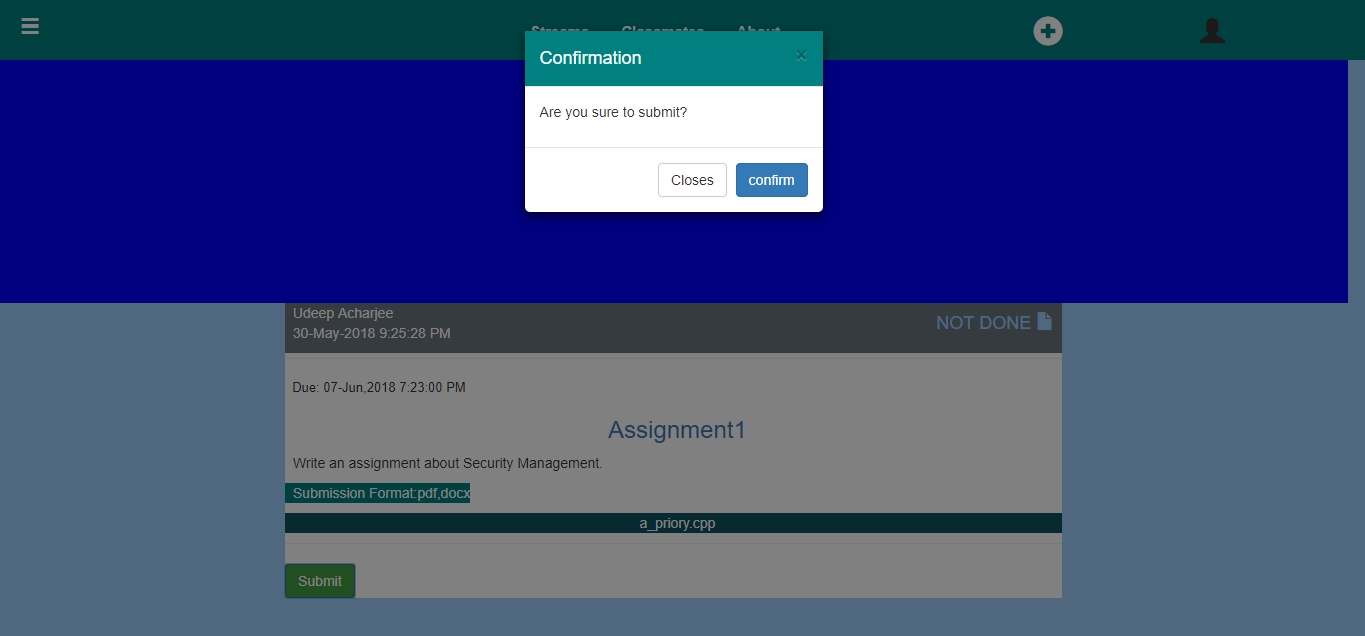 Streams Classmates About
Confirmation ×
Are you sure to submit?
Closes confirm
Udeep Acharjee
30-May-2018 9:25:28 PM
NOT DONE
Due: 07-Jun,2018 7:23:00 PM
Assignment1
Write an assignment about Security Management.
Submission Format:pdf,docx
a_priory.cpp
Submit